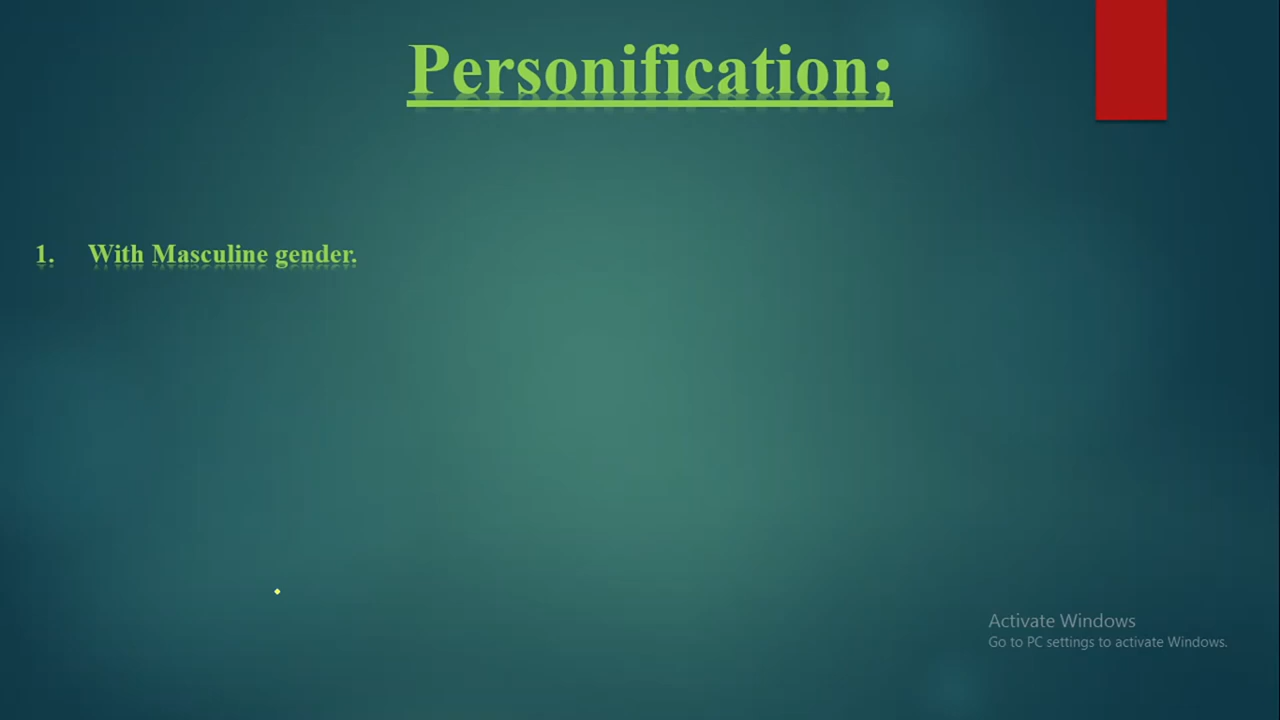 Personification;
1. With Masculine gender.
Activate Windows
Go to PC settings to activate Windows.